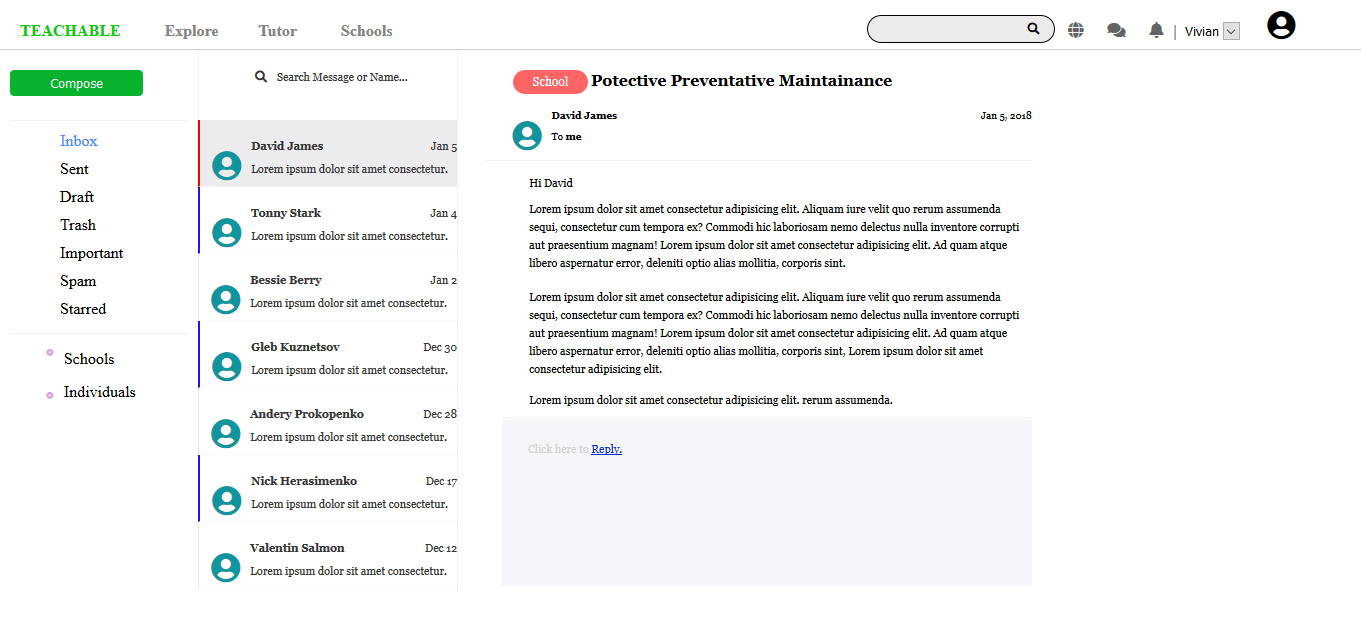 TEACHABLE Explore Tutor Schools Vivian
Compose
Inbox
Sent
Draft
Trash
Important
Spam
Starred
Schools
Individuals
Search Message or Name...
David James Jan 5
Lorem ipsum dolor sit amet consectetur.
Tonny Stark Jan 4
Lorem ipsum dolor sit amet consectetur.
Bessie Berry Jan 2
Lorem ipsum dolor sit amet consectetur.
Gleb Kuznetsov Dec 30
Lorem ipsum dolor sit amet consectetur.
Andery Prokopenko Dec 28
Lorem ipsum dolor sit amet consectetur.
Nick Herasimenko Dec 17
Lorem ipsum dolor sit amet consectetur.
Valentin Salmon Dec 12
Lorem ipsum dolor sit amet consectetur.
School Potective Preventative Maintainance
David James Jan 5, 2018
To me
Hi David
Lorem ipsum dolor sit amet consectetur adipisicing elit. Aliquam iure velit quo rerum assumenda
sequi, consectetur cum tempora ex? Commodi hic laboriosam nemo delectus nulla inventore corrupti
aut praesentium magnam! Lorem ipsum dolor sit amet consectetur adipisicing elit. Ad quam atque
libero aspernatur error, deleniti optio alias mollitia, corporis sint.
Lorem ipsum dolor sit amet consectetur adipisicing elit. Aliquam iure velit quo rerum assumenda
sequi, consectetur cum tempora ex? Commodi hic laboriosam nemo delectus nulla inventore corrupti
aut praesentium magnam! Lorem ipsum dolor sit amet consectetur adipisicing elit. Ad quam atque
libero aspernatur error, deleniti optio alias mollitia, corporis sint, Lorem ipsum dolor sit amet
consectetur adipisicing elit.
Lorem ipsum dolor sit amet consectetur adipisicing elit. rerum assumenda.
Click here to Reply.